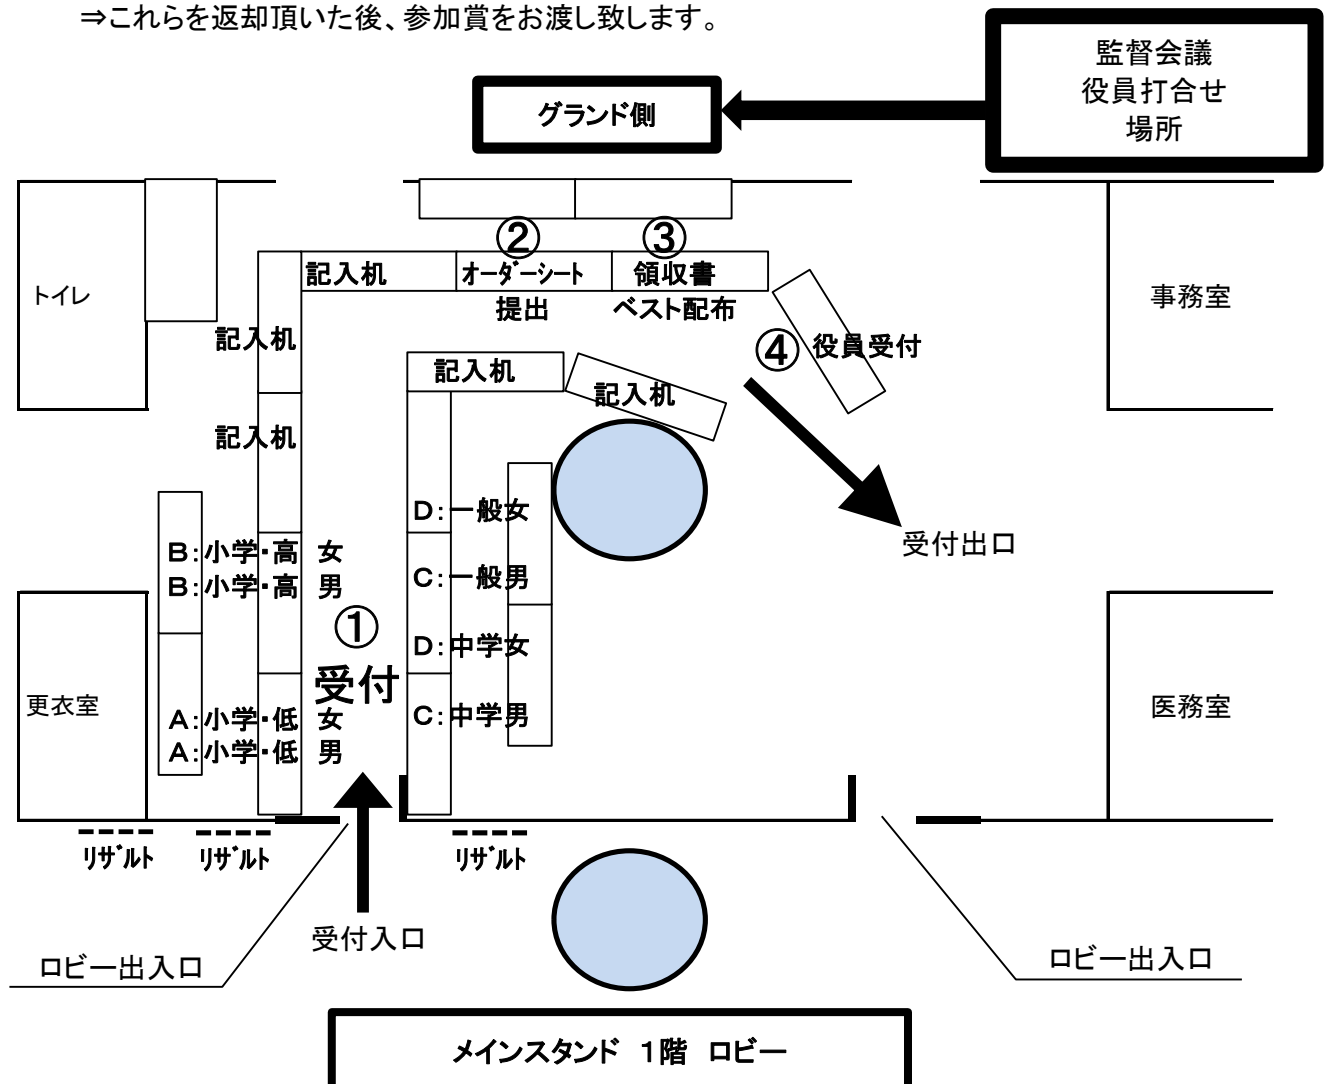 ⇒これらを返却頂いた後、参加賞をお渡し致します。
監督会議
役員打合せ
場所
グランド側
②
③
記入机
オーダーシート
領収書
提出
ベスト配布
トイレ
事務室
記入机
④
役員受付
記入机
記入机
記入机
D：一般女
受付出口
B：小学・高 女
B：小学・高 男
C：一般男
①
受付
D：中学女
更衣室
医務室
A：小学・低 女
A：小学・低 男
C：中学男
リザルト
リザルト
リザルト
受付入口
ロビー出入口
ロビー出入口
メインスタンド 1階 ロビー